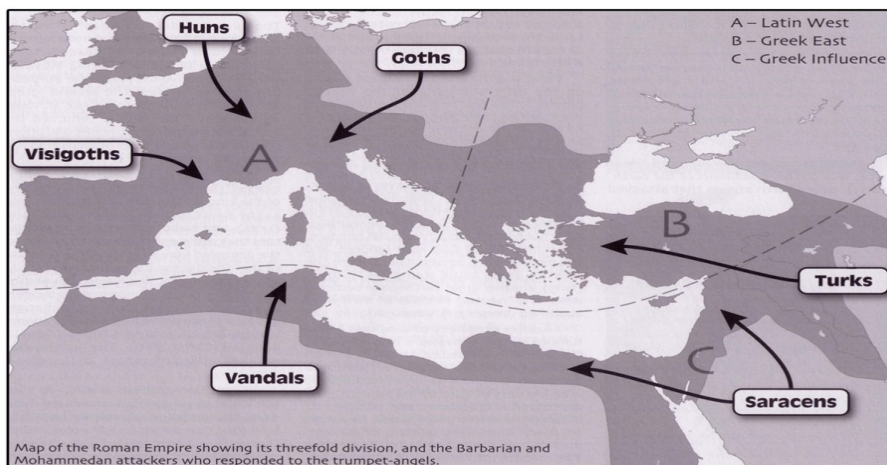 Huns
A – Latin West
B – Greek East
C – Greek Influence
Goths
Visigoths
A
B
Turks
C
Vandals
Saracens
Map of the Roman Empire showing its threefold division, and the Barbarian and
Mohammedan attackers who responded to the trumpet-angels.